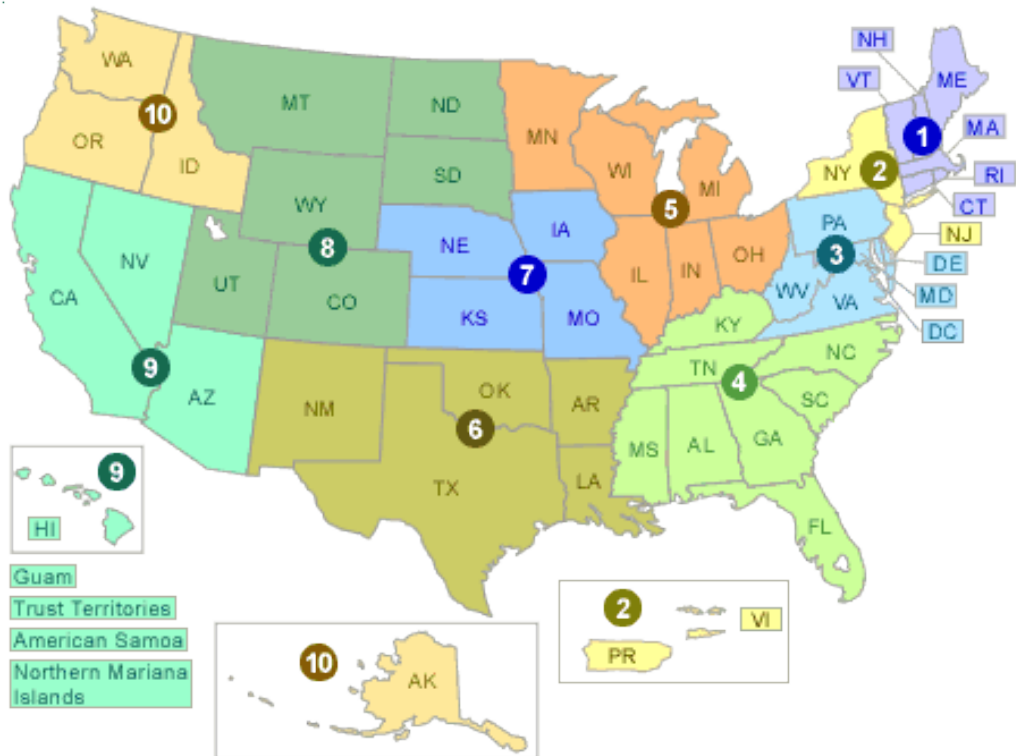 NH
WA
VT
ME
MT
ND
10
MN
OR
MA
1
WI
ID
NY
2
MI
SD
RI
WY
CT
5
PA
IA
NJ
8
NE
3
NV
OH
DE
7
IL
IN
UT
WV
CA
MD
CO
VA
KS
MO
KY
DC
NC
9
TN
4
OK
AZ
SC
NM
AR
6
GA
MS
AL
9
LA
TX
HI
FL
Guam
Trust Territories
2
VI
American Samoa
PR
10
Northern Mariana
Islands
AK